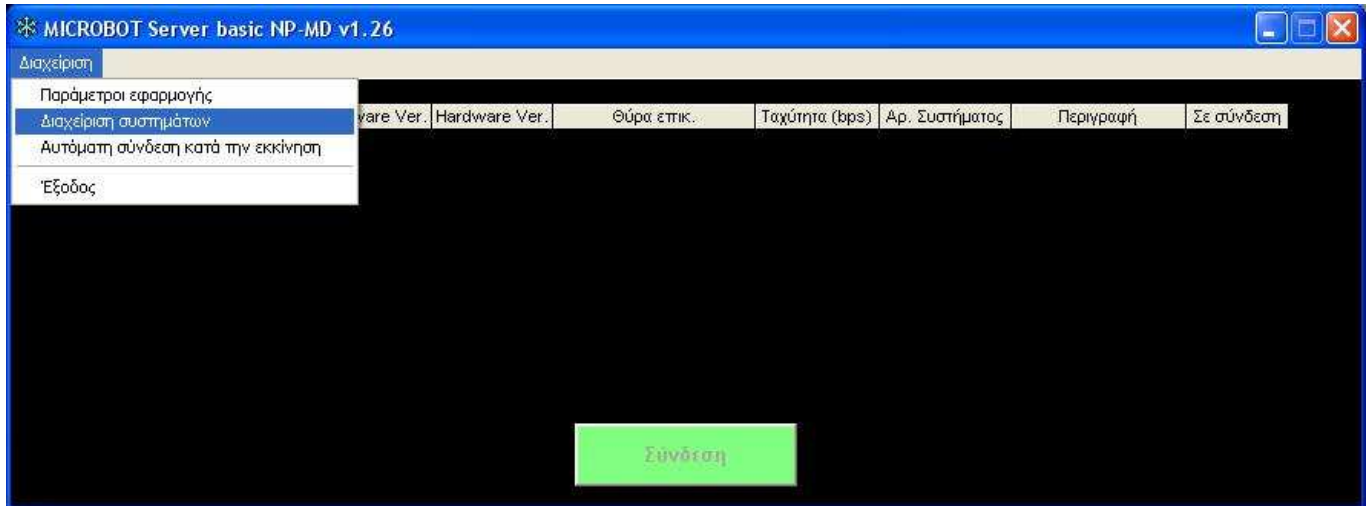 MICROBOT Server basic NP-MD v1.26
Διαχείριση
Παράμετροι εφαρμογής
Διαχείριση συστημάτων
Αυτόματη σύνδεση κατά την εκκίνηση
Έξοδος
ware Ver. Hardware Ver. Θύρα επικ. Ταχύτητα (bps) Αρ. Συστήματος Περιγραφή Σε σύνδεση
Σύνδεση